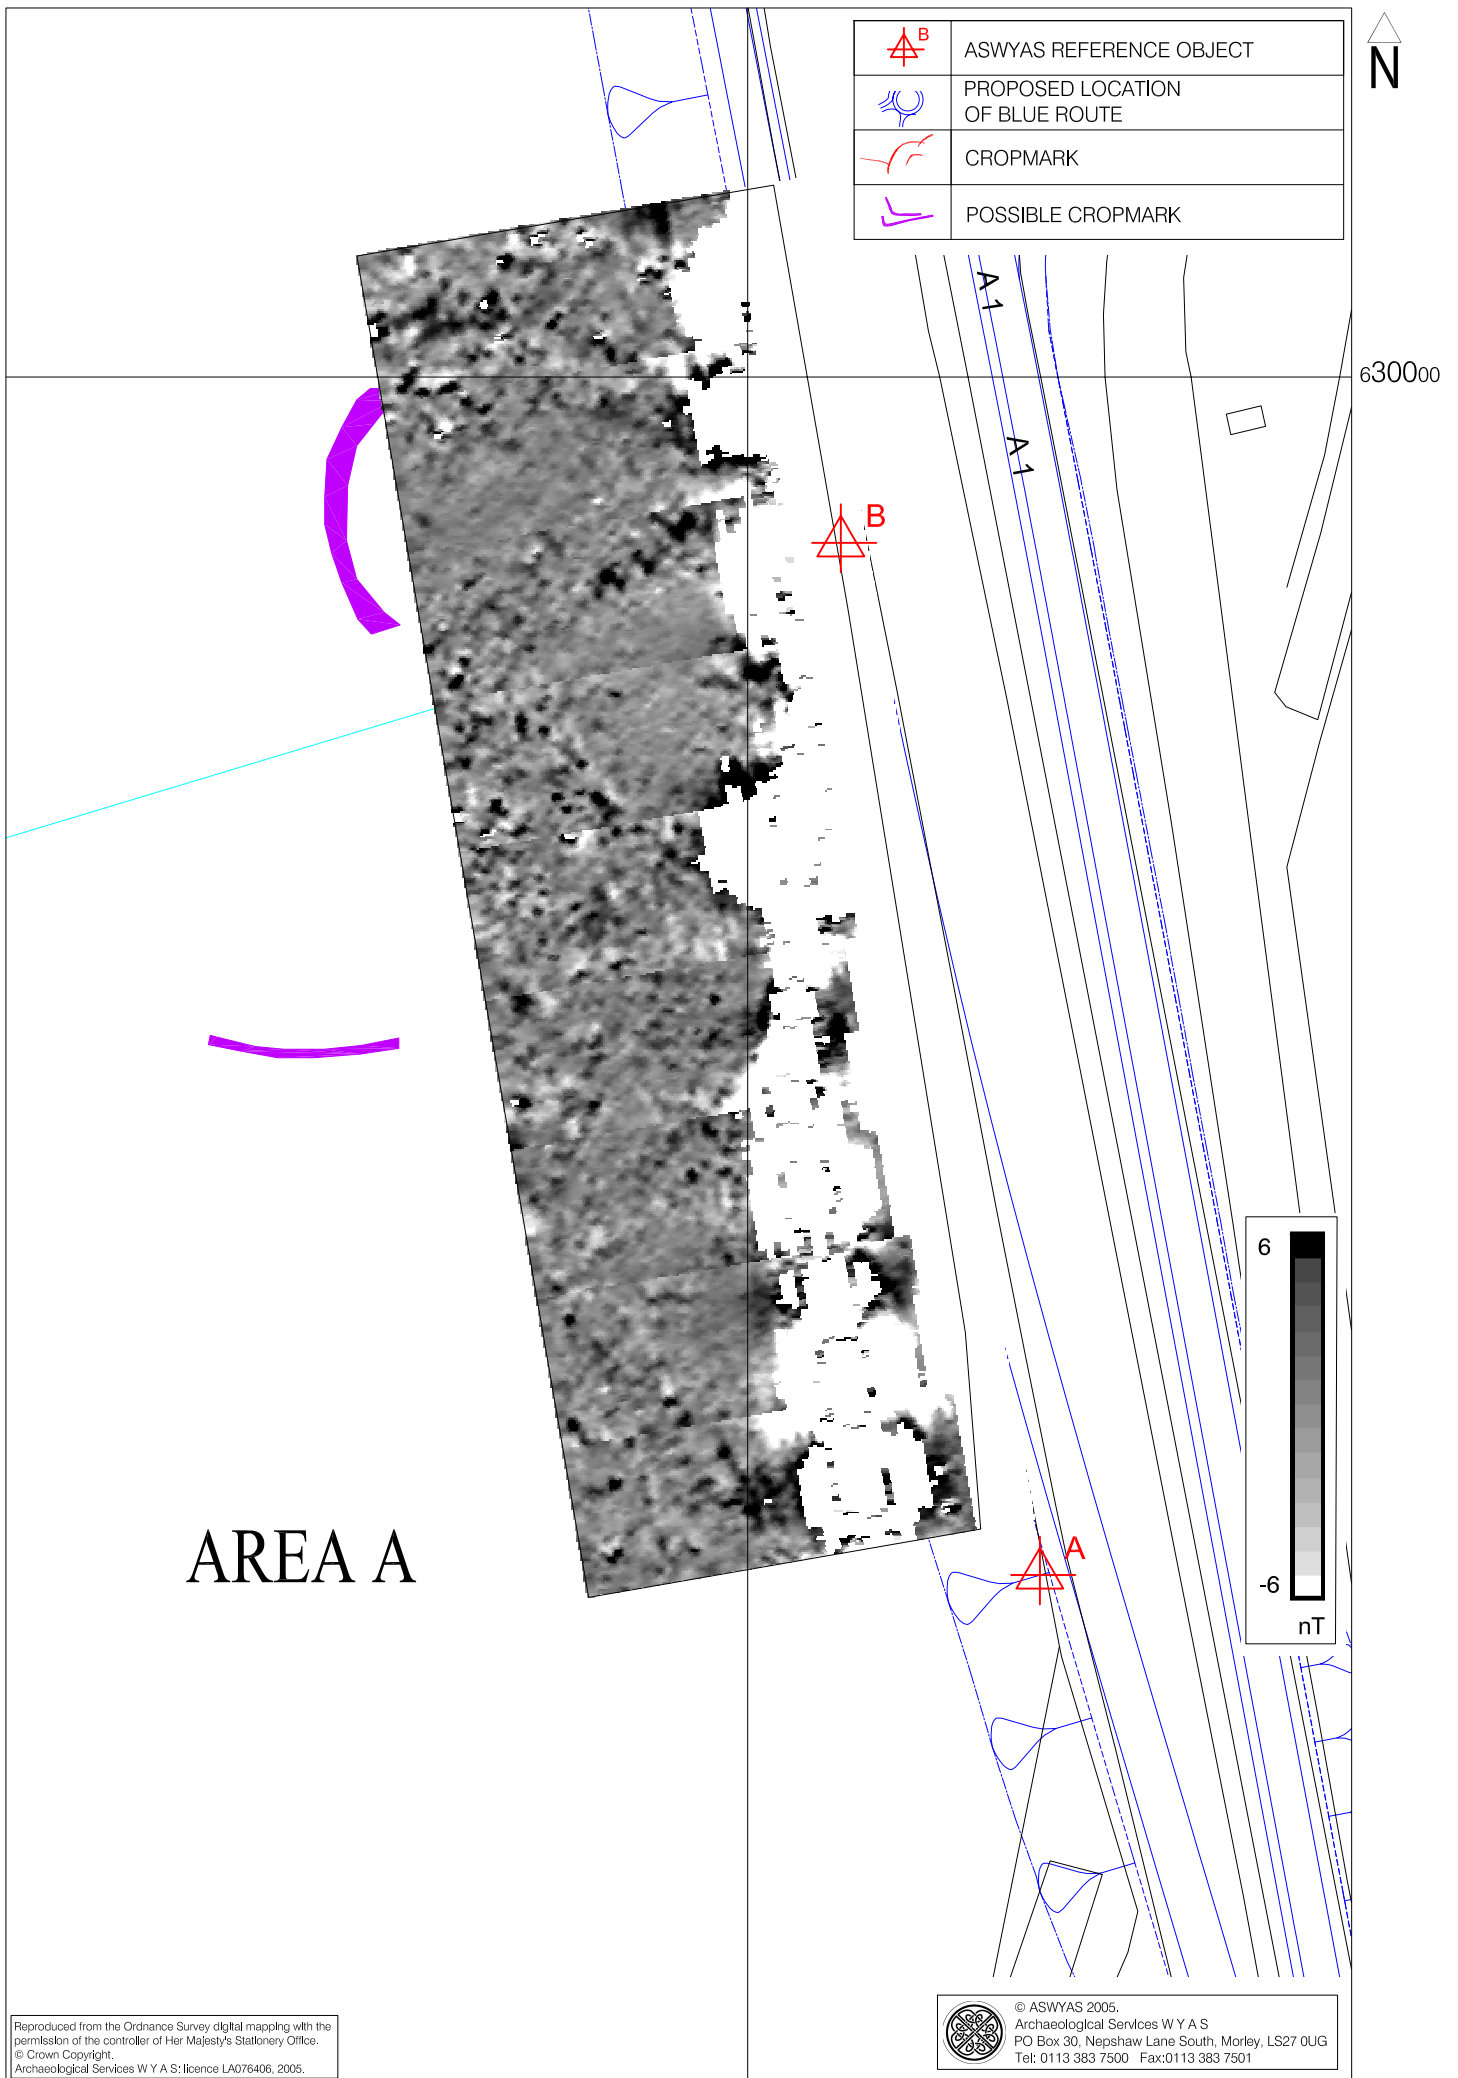 B
ASWYAS REFERENCE OBJECT
PROPOSED LOCATION
OF BLUE ROUTE
CROPMARK
POSSIBLE CROPMARK
N
A 1
630000
A 1
B
6
-6
nT
AREA A
A
Reproduced from the Ordnance Survey digital mapping with the
permission of the controller of Her Majesty's Stationery Office.
© Crown Copyright.
Archaeological Services W Y A S: licence LA076406, 2005.
© ASWYAS 2005.
Archaeological Services W Y A S
PO Box 30, Nepshaw Lane South, Morley, LS27 0UG
Tel: 0113 383 7500 Fax:0113 383 7501